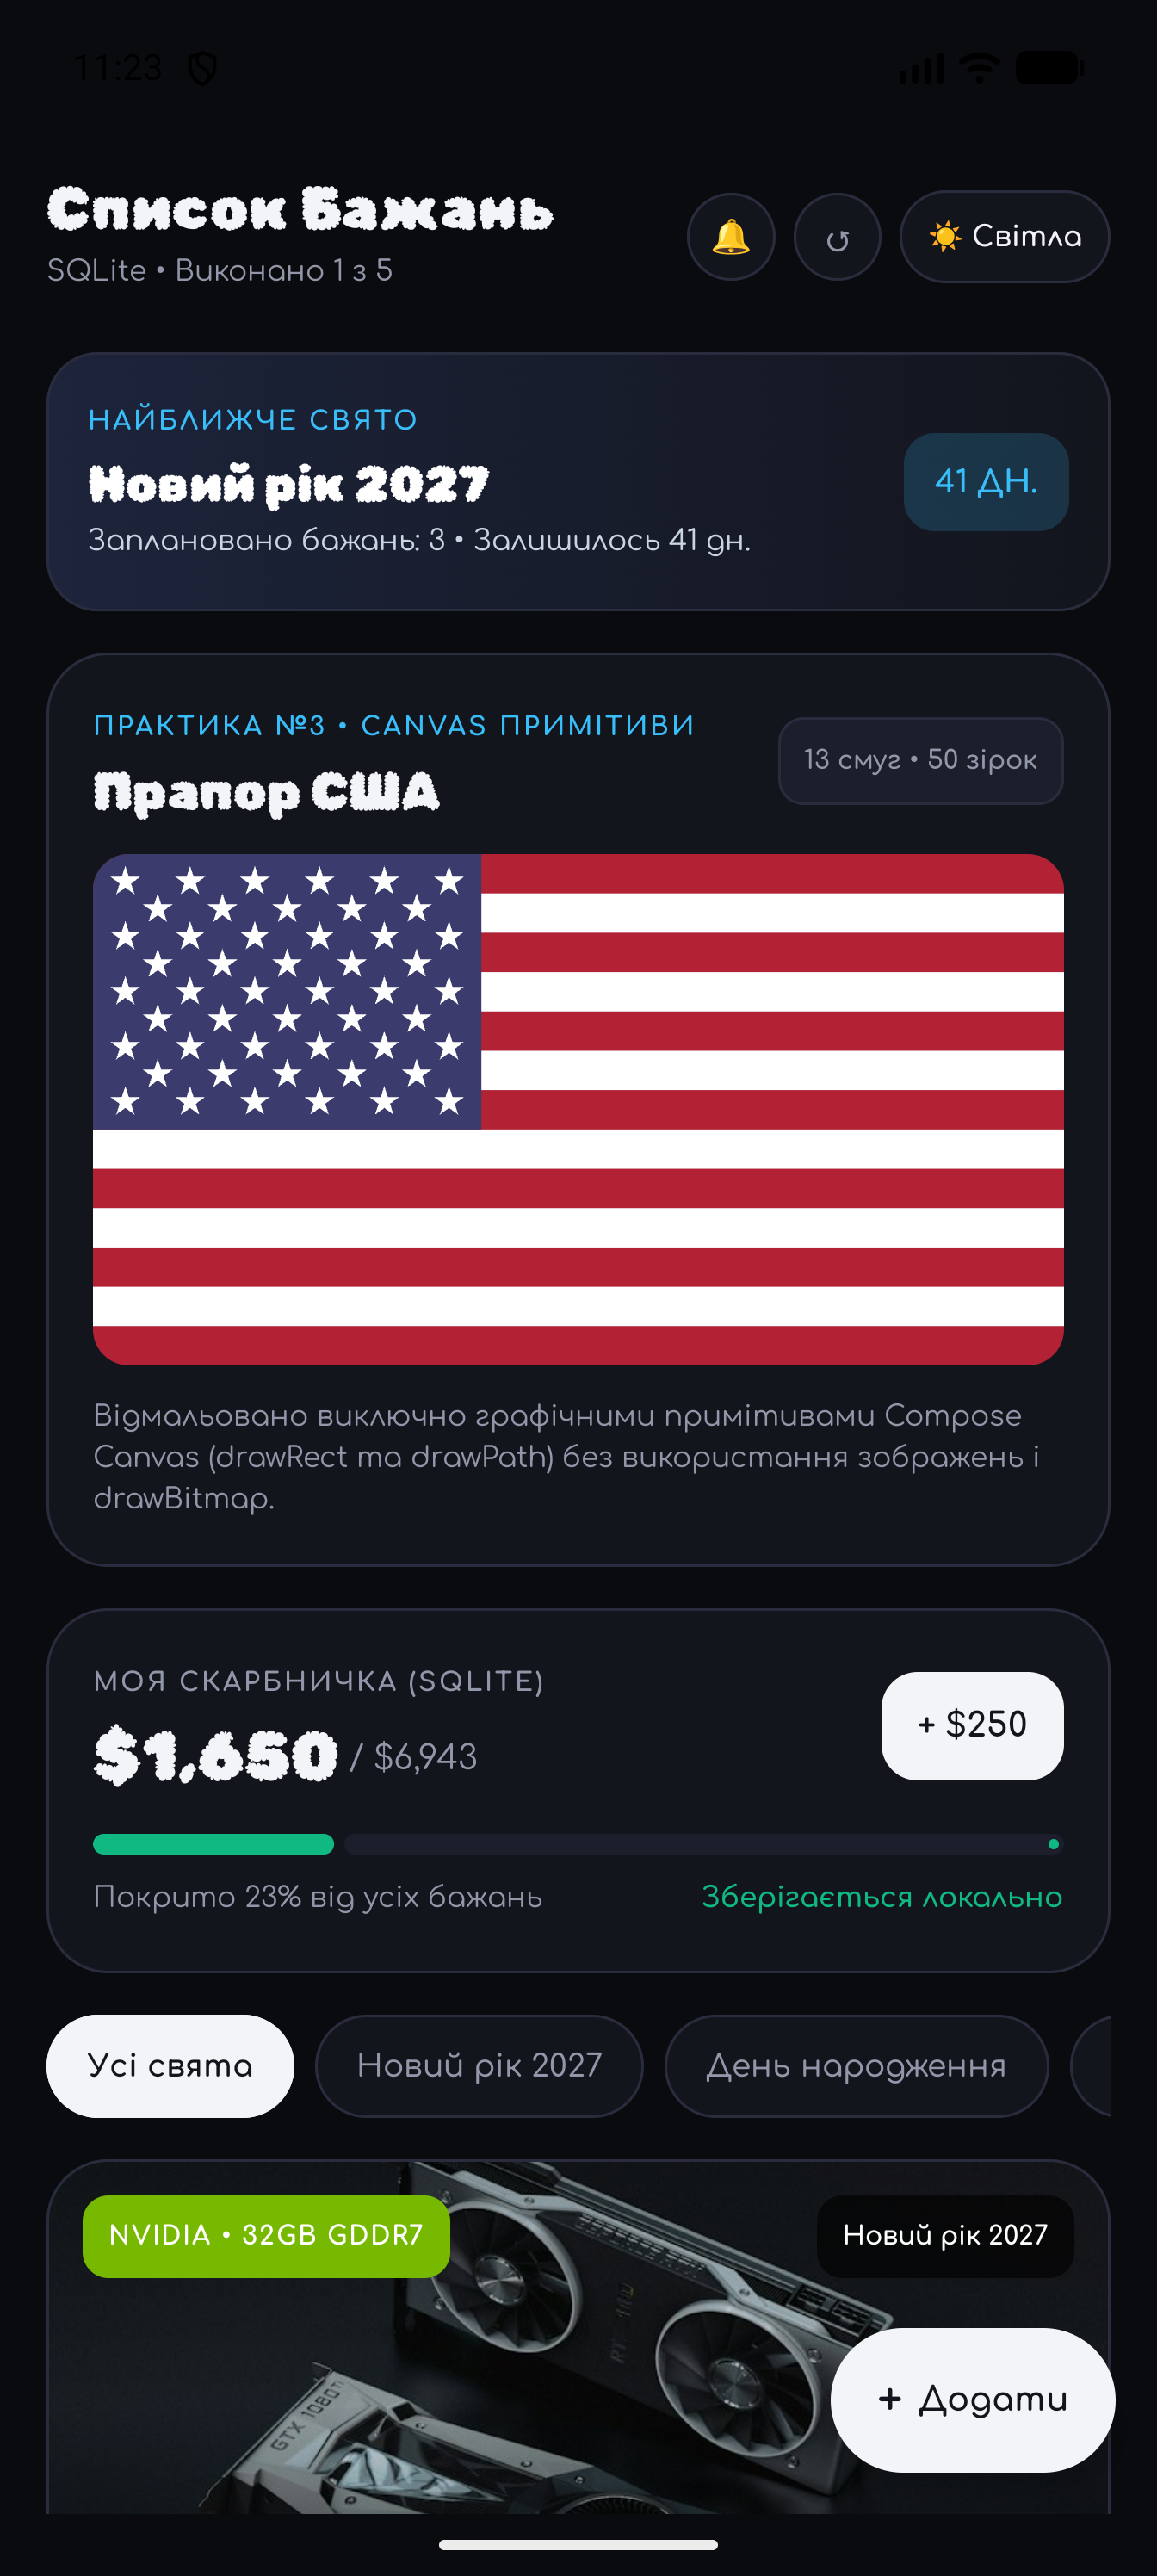 11:23
Список Бажань
SQLite • Виконано 1 з 5
Світла
НАЙБЛИЖЧЕ СВЯТО
Новий рік 2027
Заплановано бажань: 3 • Залишилось 41 дн.
41 ДН.
ПРАКТИКА №3 • CANVAS ПРИМІТИВИ
Прапор США
13 смуг • 50 зірок
Відмальовано виключно графічними примітивами Compose
Canvas (drawRect та drawPath) без використання зображень і
drawBitmap.
МОЯ СКАРБНИЧКА (SQLITE)
$1,650 / $6,943
+ $250
Покрито 23% від усіх бажань
Зберігається локально
Усі свята
Новий рік 2027
День народження
NVIDIA • 32GB GDDR7
Новий рік 2027
GTX 1080 Ti
+ Додати